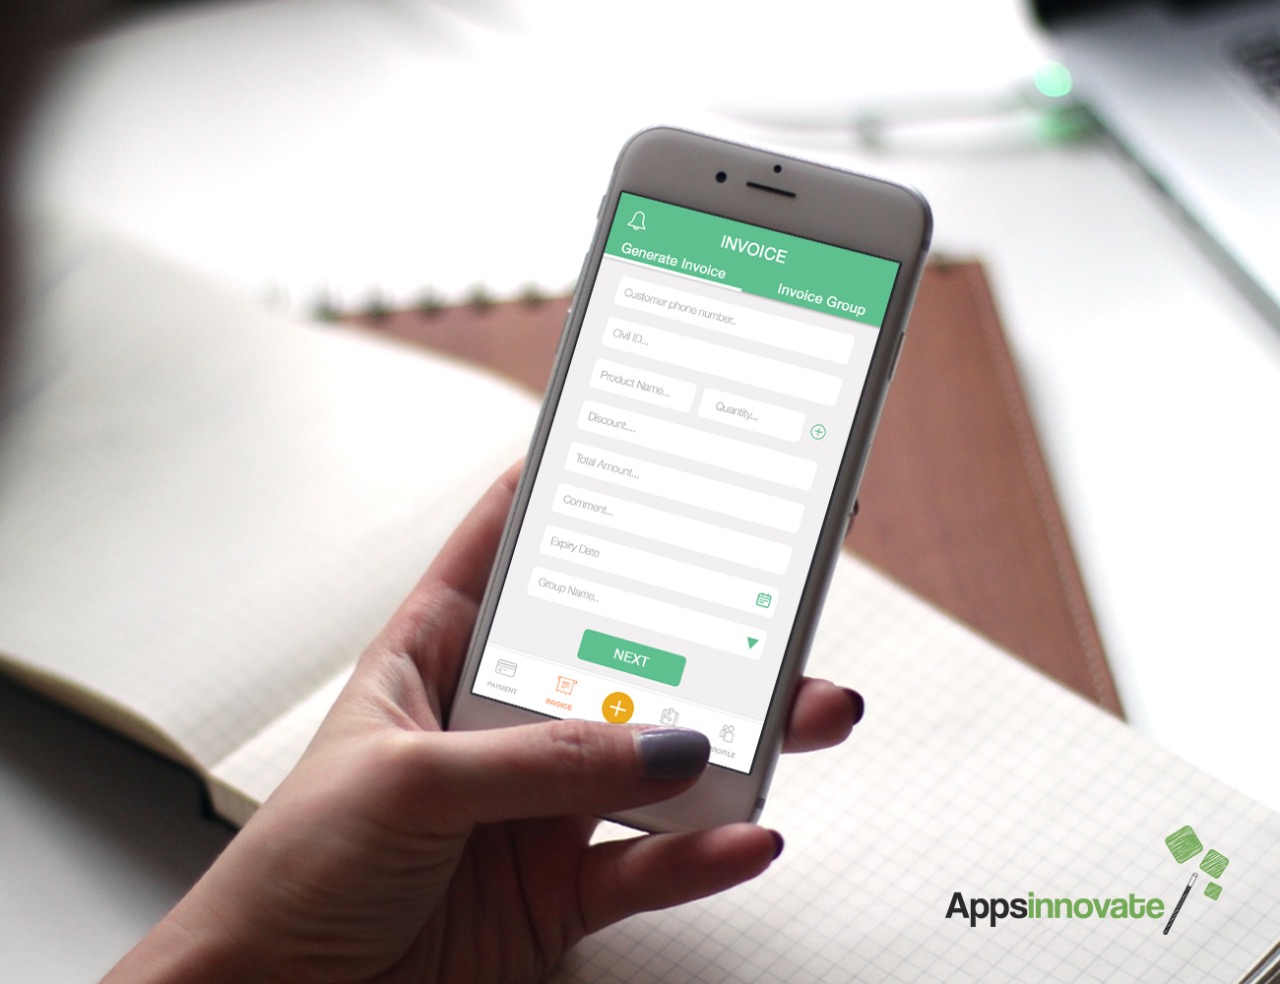 INVOICE
Generate Invoice
Invoice Group
Customer phone number..
Civil ID...
Product Name...
Quantity...
Discount....
Total Amount...
Comment...
Expiry Date
Group Name..
NEXT
PAYMENT
INVOICE
Appsinnovate